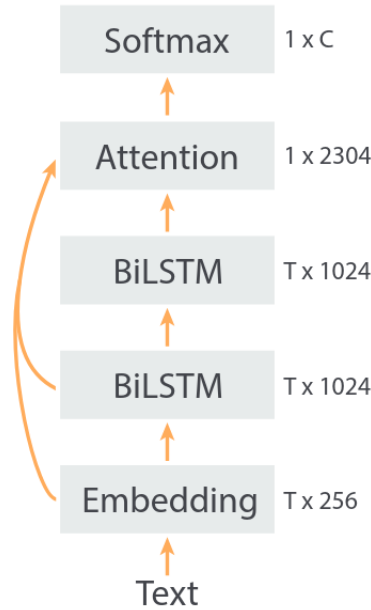 Softmax 1 x C
Attention 1 x 2304
BiLSTM T x 1024
BiLSTM T x 1024
Embedding T x 256
Text